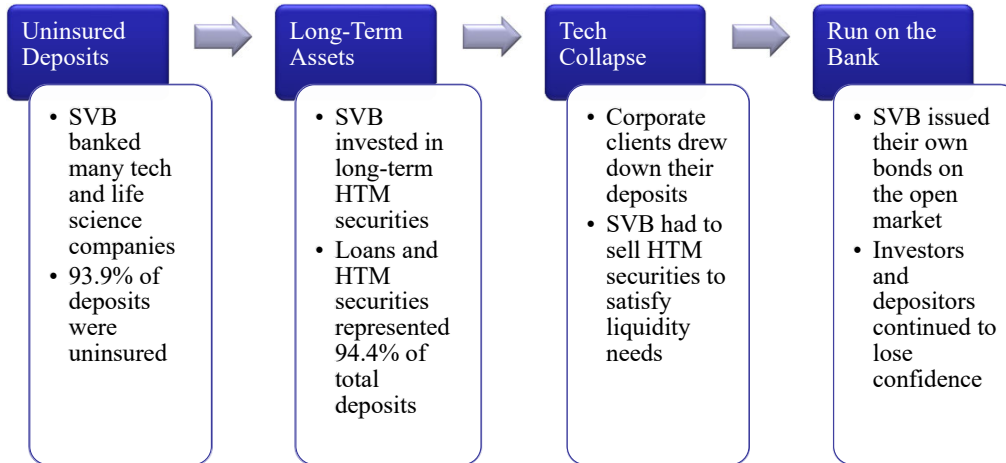 Uninsured
Deposits
• SVB
banked
many tech
and life
science
companies
• 93.9% of
deposits
were
uninsured
Long-Term
Assets
• SVB
invested in
long-term
HTM
securities
• Loans and
HTM
securities
represented
94.4% of
total
deposits
Tech
Collapse
• Corporate
clients drew
down their
deposits
• SVB had to
sell HTM
securities to
satisfy
liquidity
needs
Run on the
Bank
• SVB issued
their own
bonds on
the open
market
• Investors
and
depositors
continued to
lose
confidence